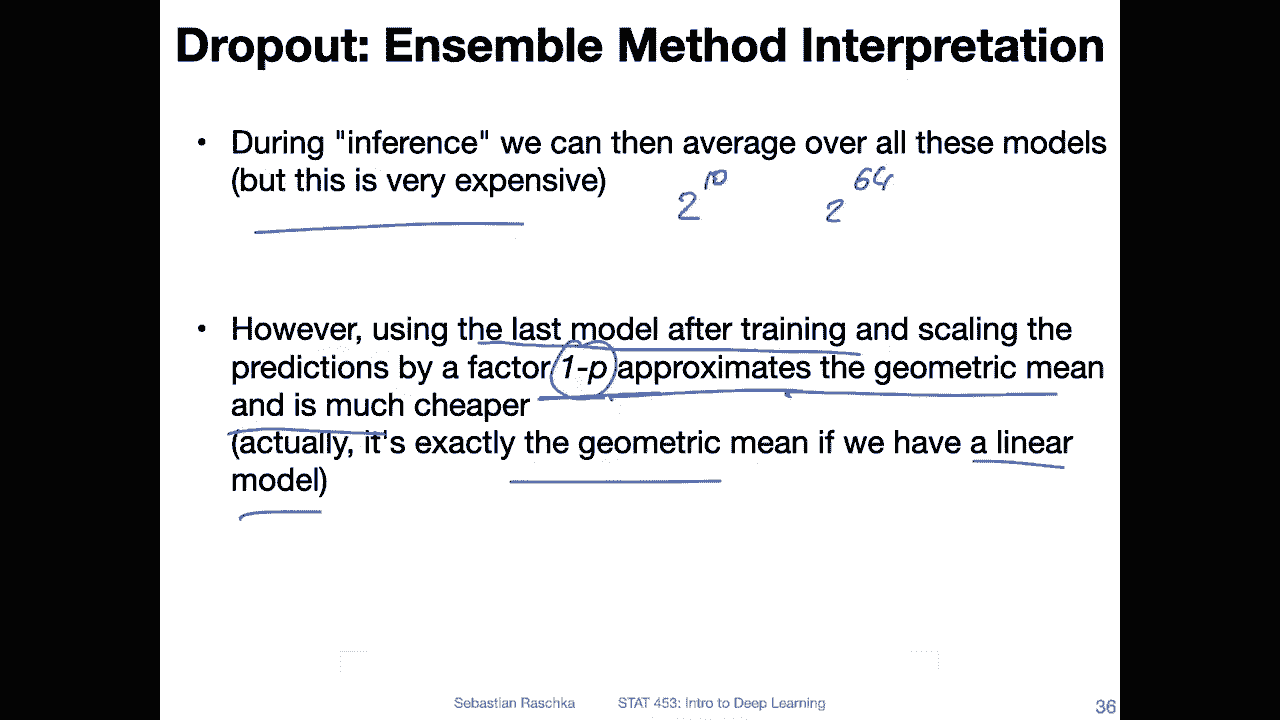 Dropout: Ensemble Method Interpretation
• During "inference" we can then average over all these models
(but this is very expensive)
2^10 2^64
• However, using the last model after training and scaling the
predictions by a factor 1-p approximates the geometric mean
and is much cheaper
(actually, it's exactly the geometric mean if we have a linear
model)
Sebastian Raschka STAT 453: Intro to Deep Learning
36